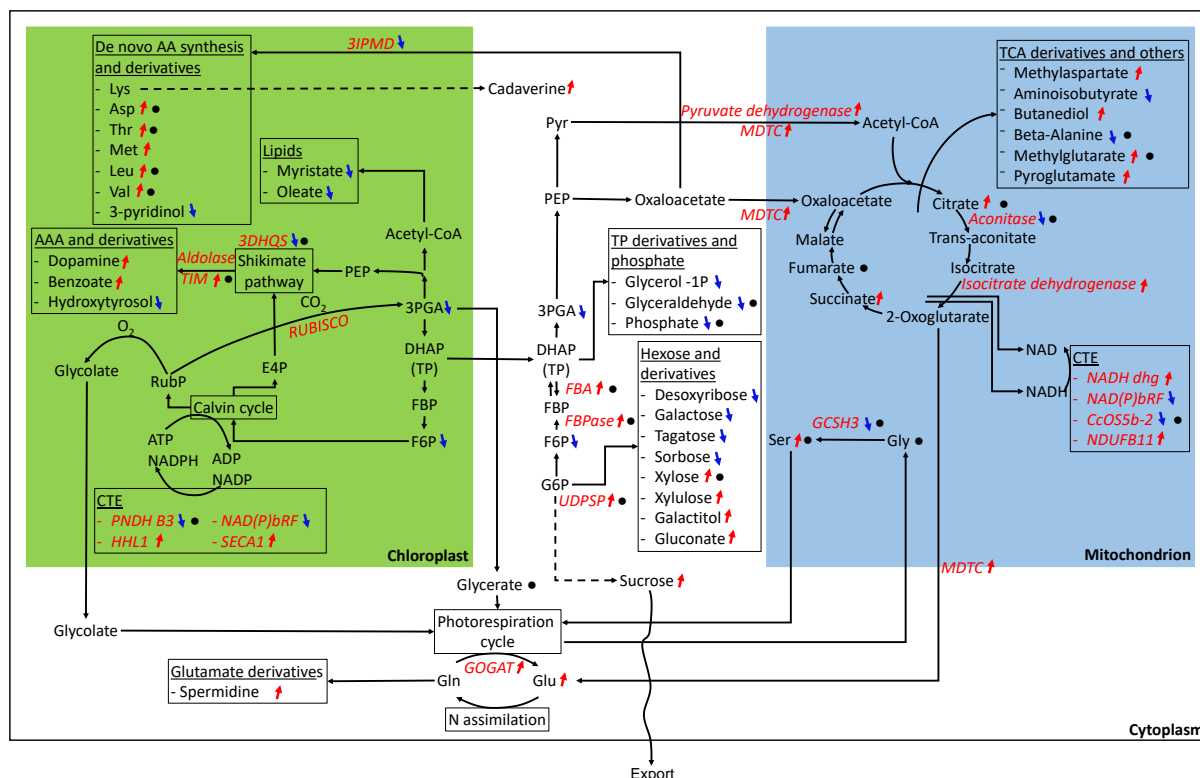 De novo AA synthesis
and derivatives
- Lys
- Asp
- Thr
- Met
- Leu
- Val
- 3-pyridinol
3IPMD
Cadaverine
Lipids
- Myristate
- Oleate
AAA and derivatives
- Dopamine
- Benzoate
- Hydroxytyrosol
3DHQS
Aldolase
TIM
Shikimate
pathway
PEP
Acetyl-CoA
CO2
RUBISCO
3PGA
O2
Glycolate
RubP
E4P
DHAP
(TP)
FBP
F6P
Calvin cycle
ATP
NADPH
ADP
NADP
CTE
- PNDH B3
- NAD(P)bRF
- HHL1
- SECA1
Chloroplast
Pyr
PEP
Oxaloacetate
3PGA
DHAP
(TP)
FBA
FBP
FBPase
F6P
G6P
UDPSP
Sucrose
TP derivatives and
phosphate
- Glycerol -1P
- Glyceraldehyde
- Phosphate
Hexose and
derivatives
- Desoxyribose
- Galactose
- Tagatose
- Sorbose
- Xylose
- Xylulose
- Galactitol
- Gluconate
Pyruvate dehydrogenase
MDTC
MDTC
Acetyl-CoA
TCA derivatives and others
- Methylaspartate
- Aminoisobutyrate
- Butanediol
- Beta-Alanine
- Methylglutarate
- Pyroglutamate
Oxaloacetate
Citrate
Aconitase
Malate
Trans-aconitate
Fumarate
Isocitrate
Isocitrate dehydrogenase
Succinate
2-Oxoglutarate
NAD
NADH
CTE
- NADH dhg
- NAD(P)bRF
- CcOS5b-2
- NDUFB11
GCSH3
Ser
Gly
Mitochondrion
MDTC
Glycerate
Glycolate
Photorespiration
cycle
GOGAT
Glutamate derivatives
- Spermidine
Gln
Glu
N assimilation
Cytoplasm
Export